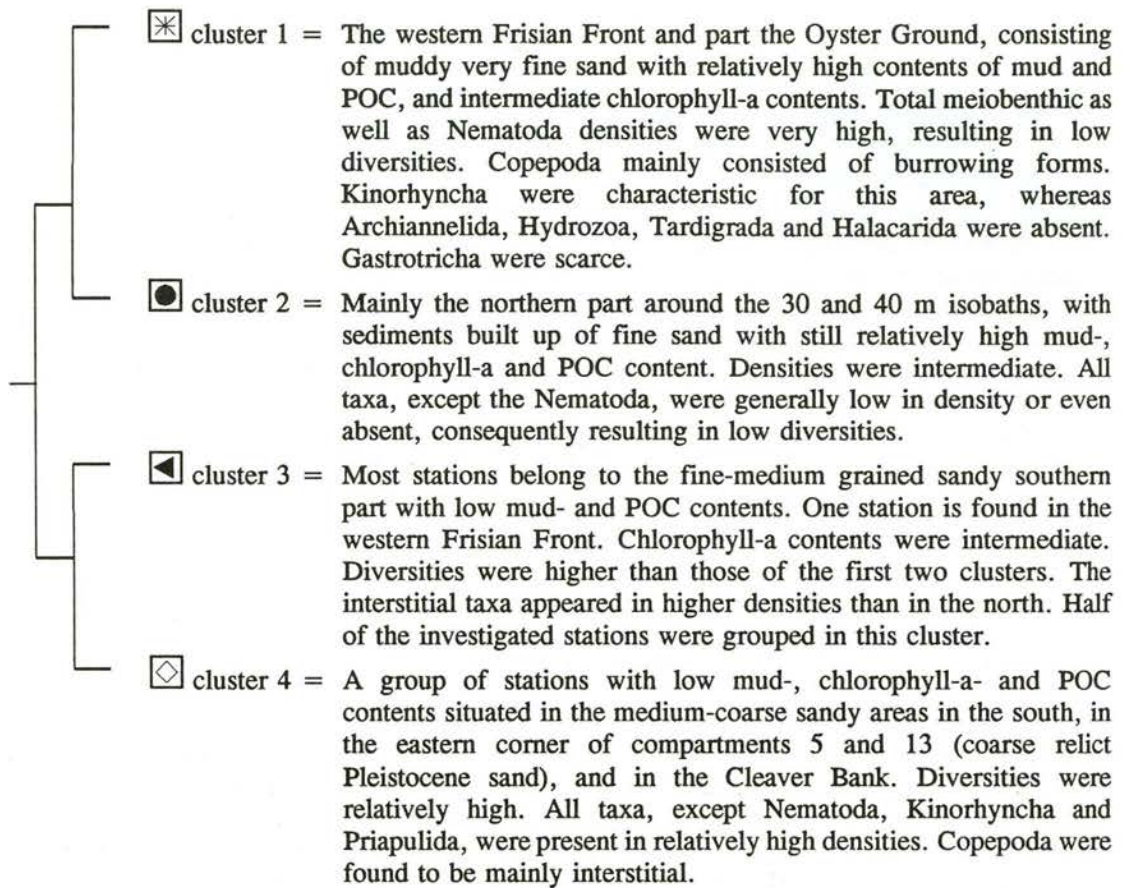 cluster 1 = The western Frisian Front and part the Oyster Ground, consisting
of muddy very fine sand with relatively high contents of mud and
POC, and intermediate chlorophyll-a contents. Total meiobenthic as
well as Nematoda densities were very high, resulting in low
diversities. Copepoda mainly consisted of burrowing forms.
Kinorhyncha were characteristic for this area, whereas
Archiannelida, Hydrozoa, Tardigrada and Halacarida were absent.
Gastrotricha were scarce.
cluster 2 = Mainly the northern part around the 30 and 40 m isobaths, with
sediments built up of fine sand with still relatively high mud-,
chlorophyll-a and POC content. Densities were intermediate. All
taxa, except the Nematoda, were generally low in density or even
absent, consequently resulting in low diversities.
cluster 3 = Most stations belong to the fine-medium grained sandy southern
part with low mud- and POC contents. One station is found in the
western Frisian Front. Chlorophyll-a contents were intermediate.
Diversities were higher than those of the first two clusters. The
interstitial taxa appeared in higher densities than in the north. Half
of the investigated stations were grouped in this cluster.
cluster 4 = A group of stations with low mud-, chlorophyll-a- and POC
contents situated in the medium-coarse sandy areas in the south, in
the eastern corner of compartments 5 and 13 (coarse relict
Pleistocene sand), and in the Cleaver Bank. Diversities were
relatively high. All taxa, except Nematoda, Kinorhyncha and
Priapulida, were present in relatively high densities. Copepoda were
found to be mainly interstitial.